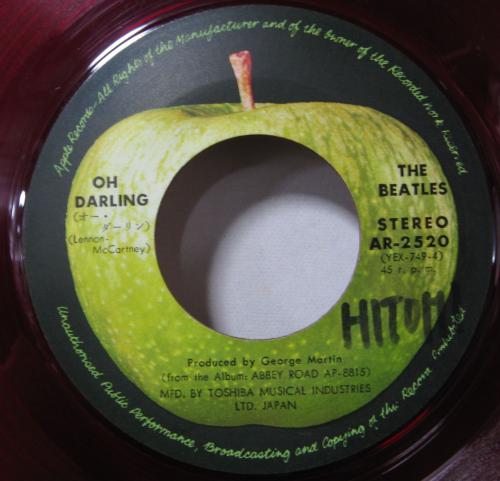 Apple Records - All Rights of the Manufacturer and of the Owner of the Recorded Work Reserved
OH
DARLING
(オー・
ダーリン)
(Lennon-
McCartney)
THE
BEATLES
STEREO
AR-2520
(YEX-749-4)
45 r. p. m.
HITOMI
Produced by George Martin
(from the Album: ABBEY ROAD AP-8815)
MFD. BY TOSHIBA MUSICAL INDUSTRIES
LTD. JAPAN
Unauthorised Public Performance, Broadcasting and Copying of this Record Prohibited